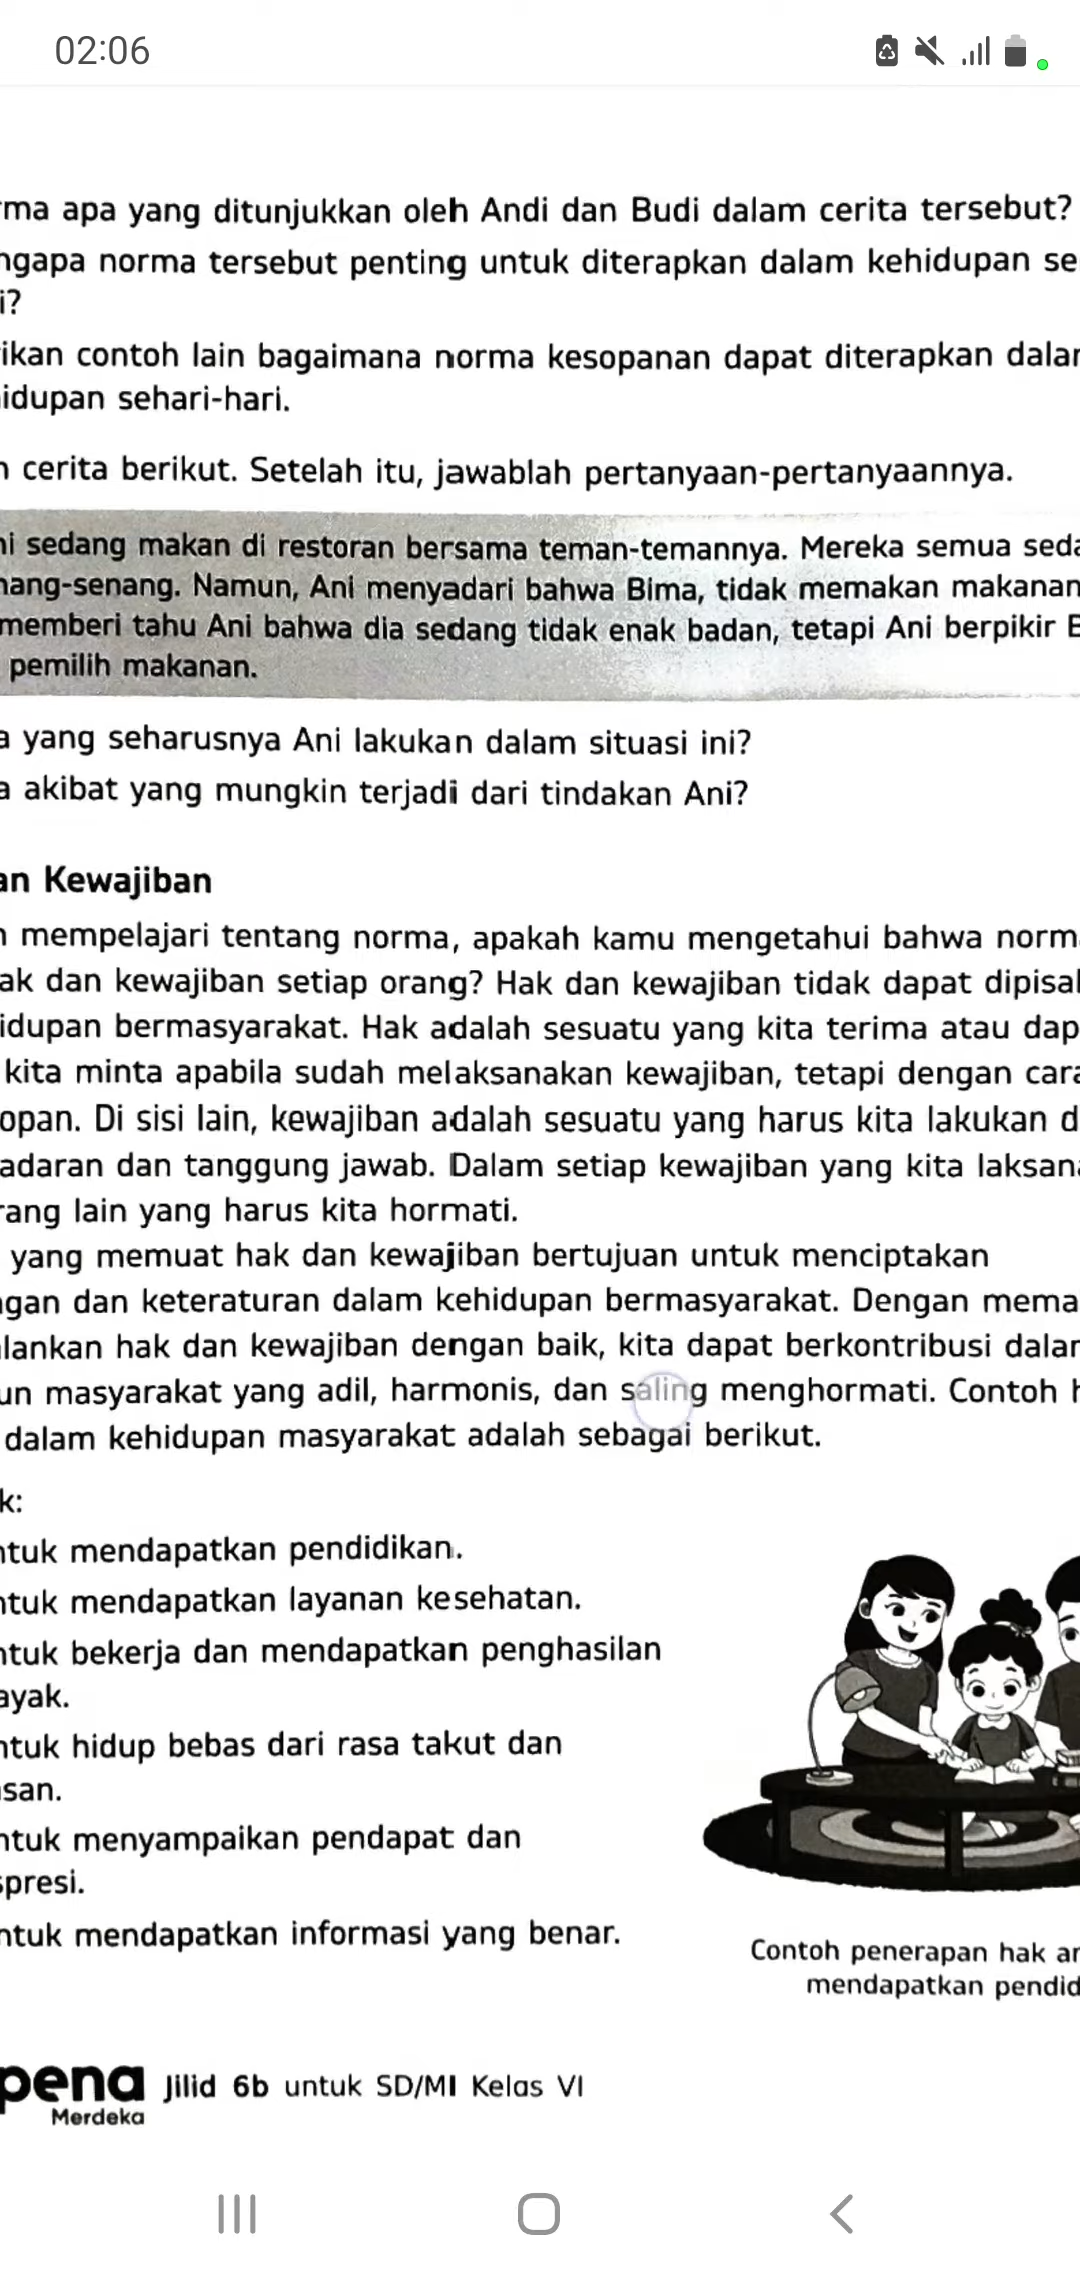 02:06
rma apa yang ditunjukkan oleh Andi dan Budi dalam cerita tersebut?
ngapa norma tersebut penting untuk diterapkan dalam kehidupan se
i?
ikan contoh lain bagaimana norma kesopanan dapat diterapkan dalam
idupan sehari-hari.
n cerita berikut. Setelah itu, jawablah pertanyaan-pertanyaannya.
ni sedang makan di restoran bersama teman-temannya. Mereka semua seda
nang-senang. Namun, Ani menyadari bahwa Bima, tidak memakan makanan
memberi tahu Ani bahwa dia sedang tidak enak badan, tetapi Ani berpikir B
pemilih makanan.
a yang seharusnya Ani lakukan dalam situasi ini?
a akibat yang mungkin terjadi dari tindakan Ani?
an Kewajiban
n mempelajari tentang norma, apakah kamu mengetahui bahwa norm
ak dan kewajiban setiap orang? Hak dan kewajiban tidak dapat dipisah
idupan bermasyarakat. Hak adalah sesuatu yang kita terima atau dap
kita minta apabila sudah melaksanakan kewajiban, tetapi dengan cara
opan. Di sisi lain, kewajiban adalah sesuatu yang harus kita lakukan d
adaran dan tanggung jawab. Dalam setiap kewajiban yang kita laksana
rang lain yang harus kita hormati.
yang memuat hak dan kewajiban bertujuan untuk menciptakan
ngan dan keteraturan dalam kehidupan bermasyarakat. Dengan mema
alankan hak dan kewajiban dengan baik, kita dapat berkontribusi dalam
un masyarakat yang adil, harmonis, dan saling menghormati. Contoh h
dalam kehidupan masyarakat adalah sebagai berikut.
k:
ntuk mendapatkan pendidikan.
ntuk mendapatkan layanan kesehatan.
ntuk bekerja dan mendapatkan penghasilan
ayak.
ntuk hidup bebas dari rasa takut dan
san.
ntuk menyampaikan pendapat dan
spresi.
ntuk mendapatkan informasi yang benar.
Contoh penerapan hak an
mendapatkan pendid
pena
Merdeka
Jilid 6b untuk SD/MI Kelas VI